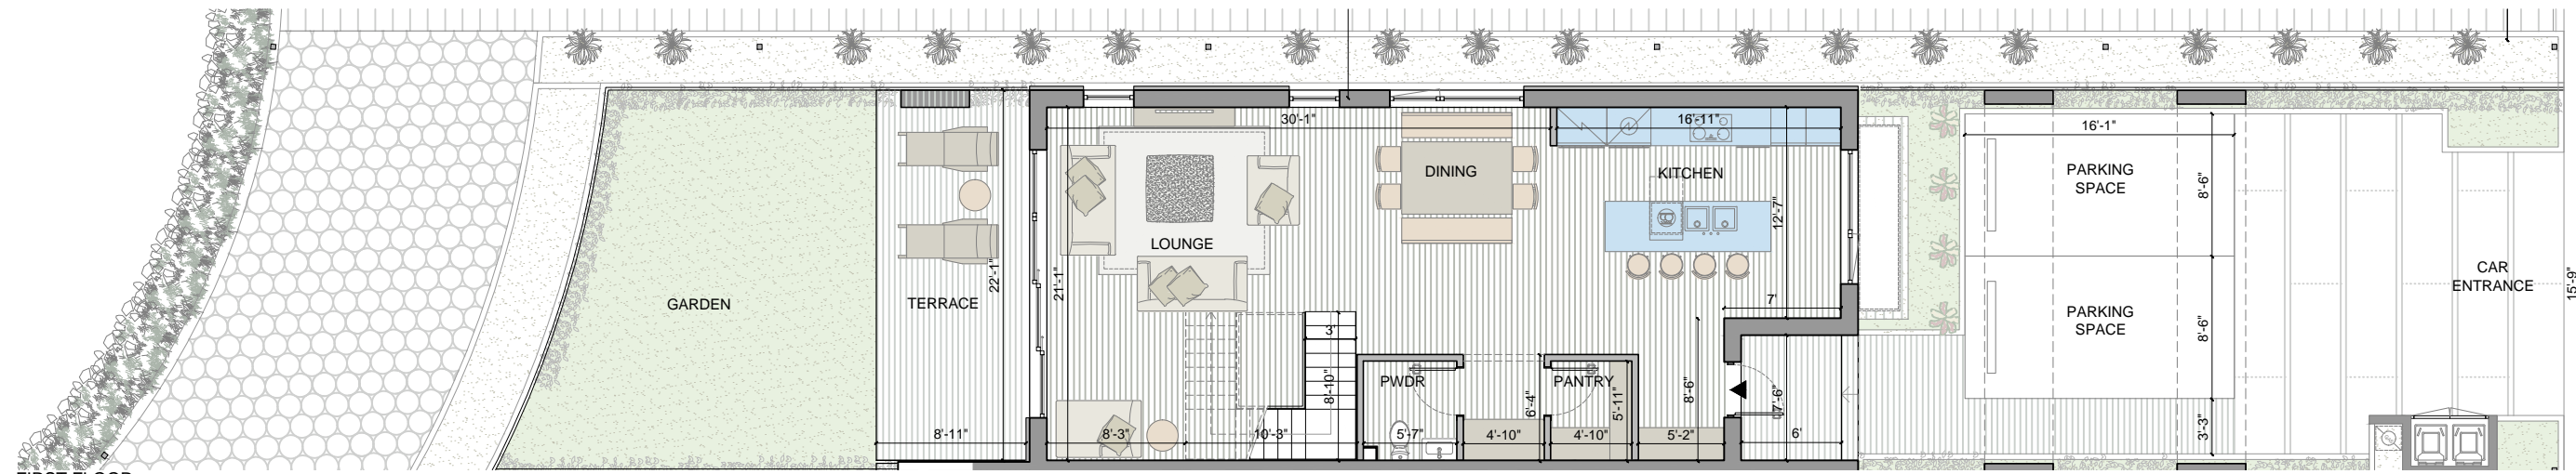 30'-1"
16'-11"
16'-1"
DINING
KITCHEN
PARKING
SPACE
8'-6"
12'-7"
LOUNGE
22'-1"
21'-1"
GARDEN
TERRACE
7'
CAR
ENTRANCE
15'-9"
PARKING
SPACE
8'-6"
3'
8'-10"
PWDR
PANTRY
6'-4"
5'-11"
8'-6"
7'-6"
8'-11"
8'-3"
10'-3"
5'-7"
4'-10"
4'-10"
5'-2"
6'
3'-3"
FIRST FLOOR